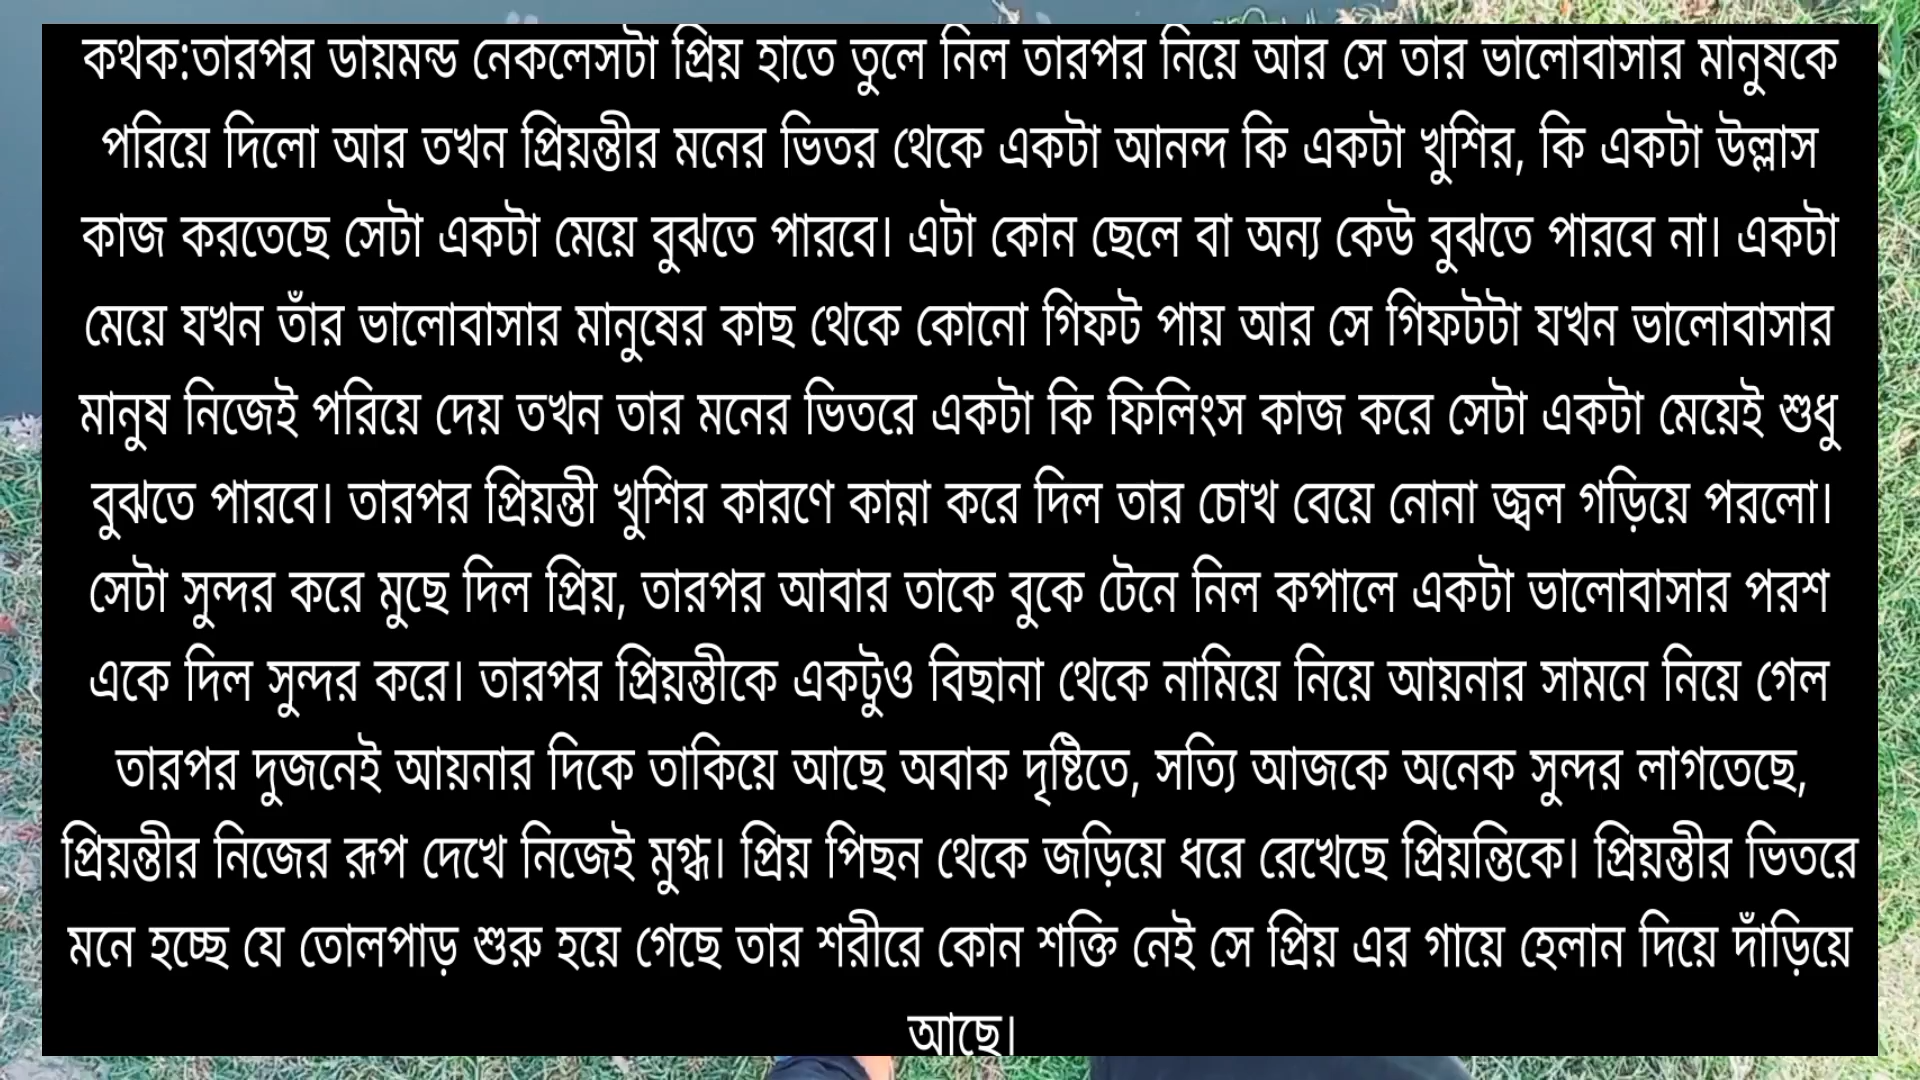 কথক:তারপর ডায়মন্ড নেকলেসটা প্রিয় হাতে তুলে নিল তারপর নিয়ে আর সে তার ভালোবাসার মানুষকে
পরিয়ে দিলো আর তখন প্রিয়ন্তীর মনের ভিতর থেকে একটা আনন্দ কি একটা খুশির, কি একটা উল্লাস
কাজ করতেছে সেটা একটা মেয়ে বুঝতে পারবে। এটা কোন ছেলে বা অন্য কেউ বুঝতে পারবে না। একটা
মেয়ে যখন তাঁর ভালোবাসার মানুষের কাছ থেকে কোনো গিফট পায় আর সে গিফটটা যখন ভালোবাসার
মানুষ নিজেই পরিয়ে দেয় তখন তার মনের ভিতরে একটা কি ফিলিংস কাজ করে সেটা একটা মেয়েই শুধু
বুঝতে পারবে। তারপর প্রিয়ন্তী খুশির কারণে কান্না করে দিল তার চোখ বেয়ে নোনা জ্বল গড়িয়ে পরলো।
সেটা সুন্দর করে মুছে দিল প্রিয়, তারপর আবার তাকে বুকে টেনে নিল কপালে একটা ভালোবাসার পরশ
একে দিল সুন্দর করে। তারপর প্রিয়ন্তীকে একটুও বিছানা থেকে নামিয়ে নিয়ে আয়নার সামনে নিয়ে গেল
তারপর দুজনেই আয়নার দিকে তাকিয়ে আছে অবাক দৃষ্টিতে, সত্যি আজকে অনেক সুন্দর লাগতেছে,
প্রিয়ন্তীর নিজের রূপ দেখে নিজেই মুগ্ধ। প্রিয় পিছন থেকে জড়িয়ে ধরে রেখেছে প্রিয়ন্তিকে। প্রিয়ন্তীর ভিতরে
মনে হচ্ছে যে তোলপাড় শুরু হয়ে গেছে তার শরীরে কোন শক্তি নেই সে প্রিয় এর গায়ে হেলান দিয়ে দাঁড়িয়ে
আছে।